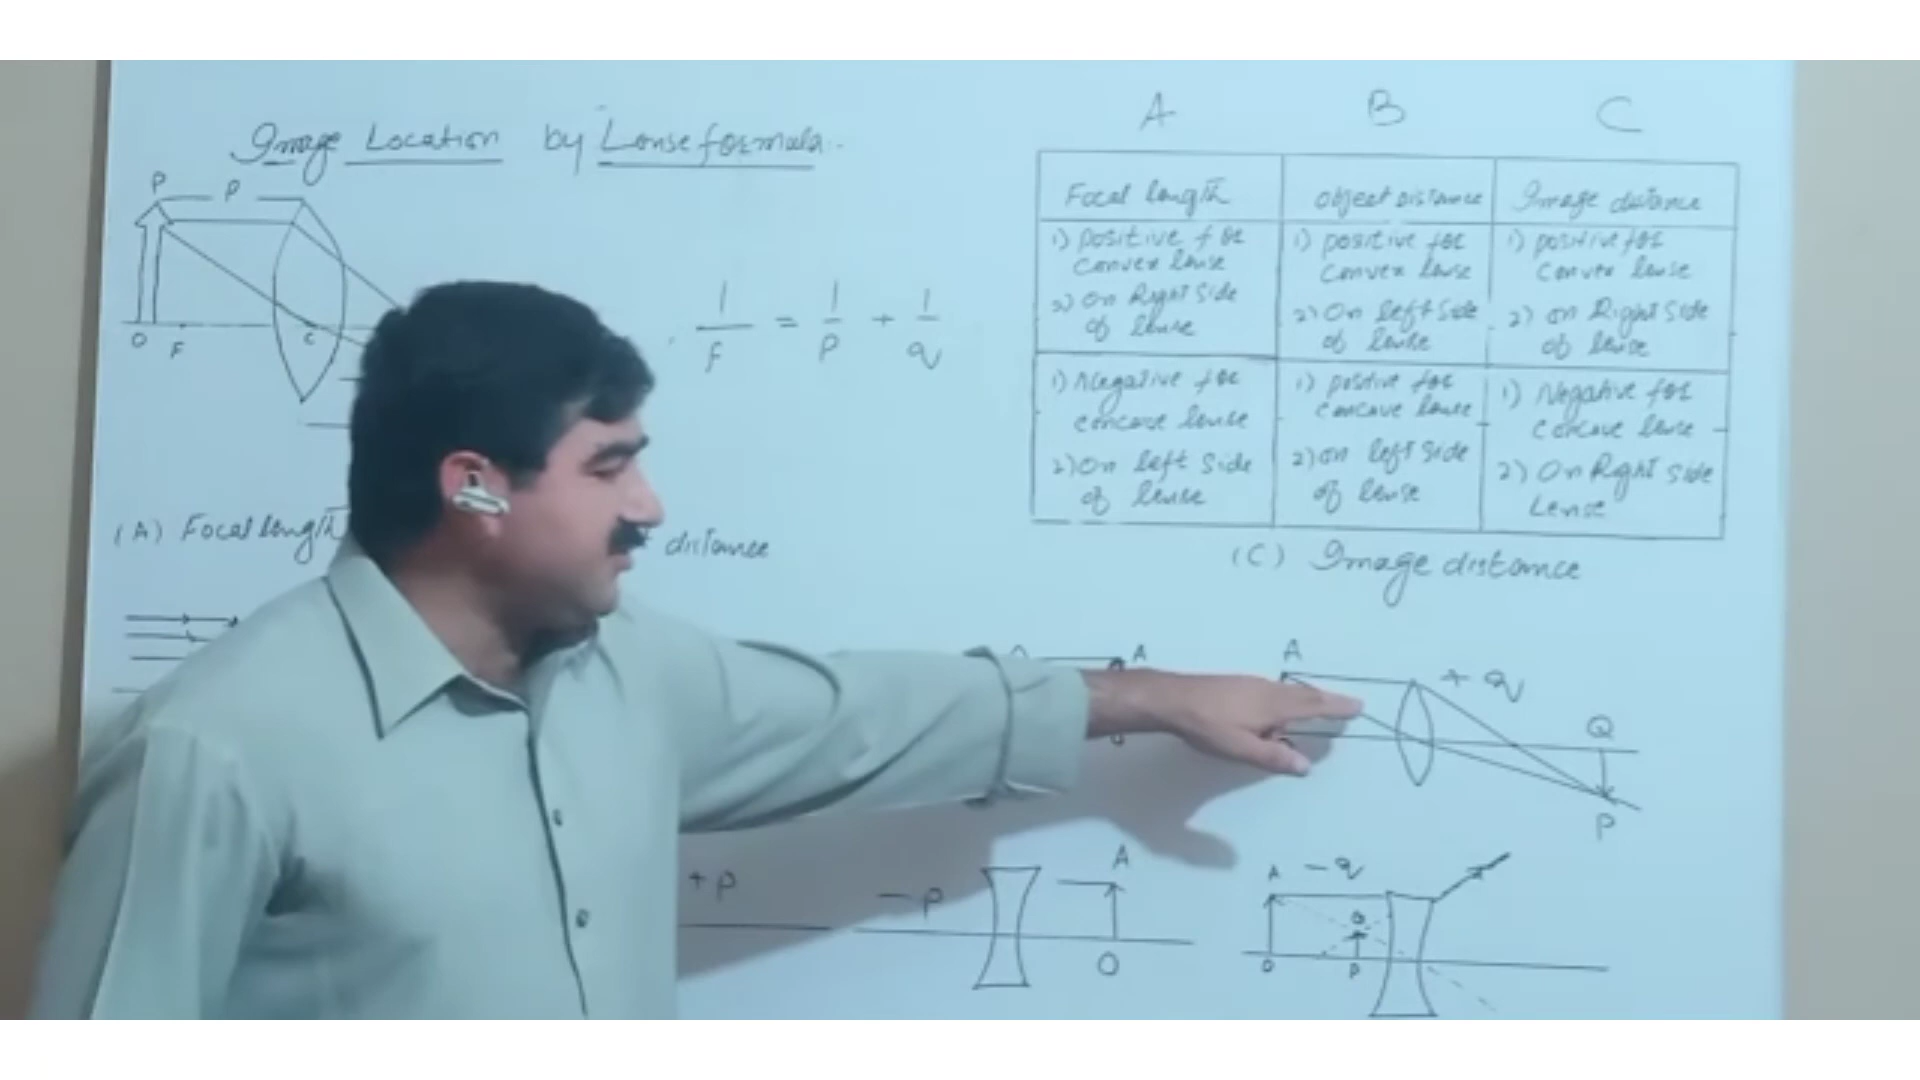 Image Location by Lense formula.
P
P
O
F
C
1/F = 1/P + 1/q
A
B
C
Focal length
object Distance
Image distance
1) positive for
convex lense
2) On Right Side
of lense
1) positive for
convex lense
2) On left side
of lense
1) positive for
convex lense
2) on Right side
of lense
1) Negative for
concave lense
2) On left side
of lense
1) positive for
concave lense
2) on left side
of lense
1) Negative for
concave lense
2) On Right side
Lense
(A) Focal length
distance
(C) Image distance
A
A
+ q
Q
P
+ P
- P
A
O
A
- q
O
P